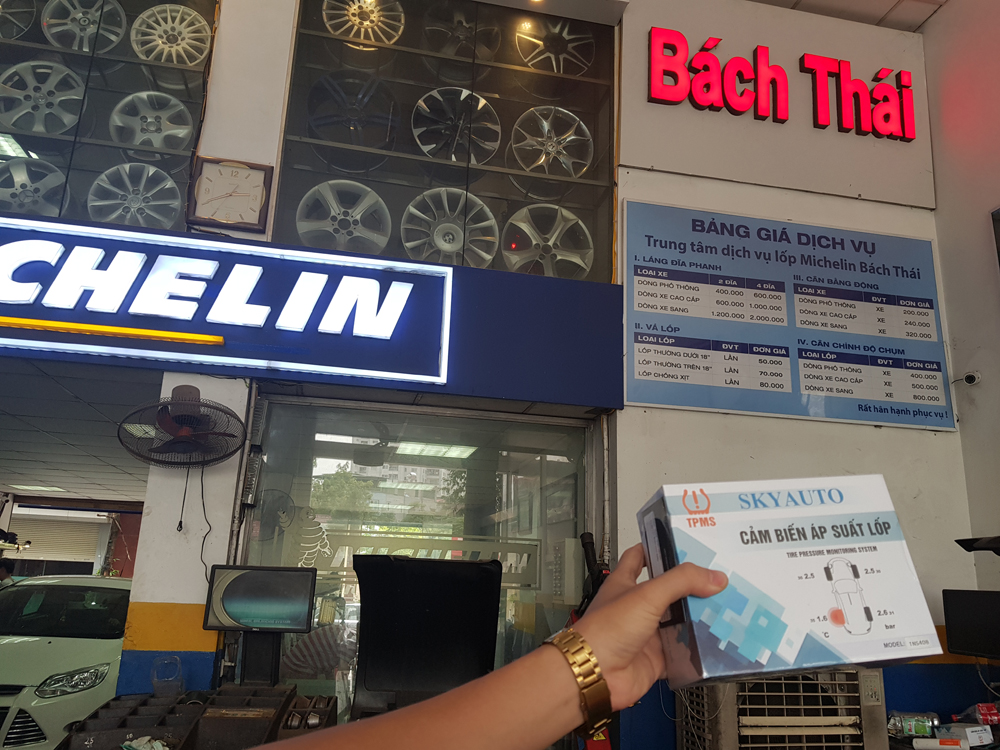 Bách Thái
CHELIN
BẢNG GIÁ DỊCH VỤ
Trung tâm dịch vụ lốp Michelin Bách Thái
I. LÁNG ĐĨA PHANH
LOẠI XE 2 ĐĨA 4 ĐĨA
DÒNG PHỔ THÔNG 400.000 600.000
DÒNG XE CAO CẤP 600.000 1.000.000
DÒNG XE SANG 1.200.000 2.000.000
II. VÁ LỐP
LOẠI LỐP ĐVT ĐƠN GIÁ
LỐP THƯỜNG DƯỚI 18" LẦN 50.000
LỐP THƯỜNG TRÊN 18" LẦN 70.000
LỐP CHỐNG XỊT LẦN 80.000
III. CÂN BẰNG ĐỘNG
LOẠI XE ĐVT ĐƠN GIÁ
DÒNG PHỔ THÔNG XE 200.000
DÒNG XE CAO CẤP XE 240.000
DÒNG XE SANG XE 320.000
IV. CÂN CHỈNH ĐỘ CHỤM
LOẠI LỐP ĐVT ĐƠN GIÁ
DÒNG PHỔ THÔNG XE 400.000
DÒNG XE CAO CẤP XE 500.000
DÒNG XE SANG XE 800.000
Rất hân hạnh phục vụ !
TPMS
SKYAUTO
CẢM BIẾN ÁP SUẤT LỐP
TIRE PRESSURE MONITORING SYSTEM
2.5 2.5
1.6 2.6
°C bar
MODEL: